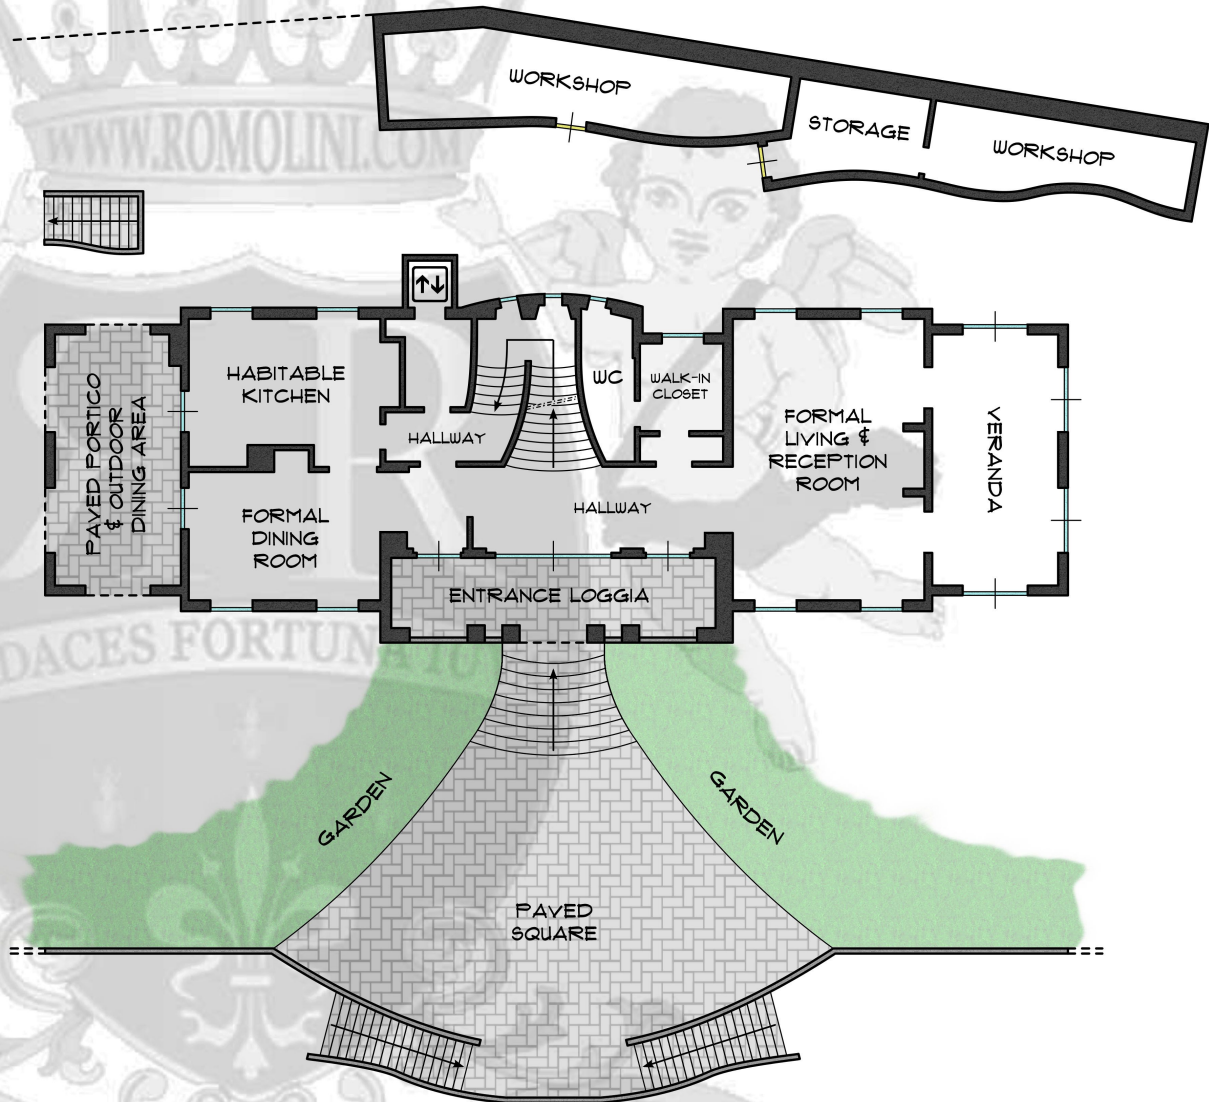 WORKSHOP
STORAGE
WORKSHOP
WWW.ROMOLINI.COM
HABITABLE
KITCHEN
WC
WALK-IN
CLOSET
HALLWAY
FORMAL
LIVING &
RECEPTION
ROOM
VERANDA
PAVED PORTICO
& OUTDOOR
DINING AREA
FORMAL
DINING
ROOM
HALLWAY
ENTRANCE LOGGIA
DACES FORTUNA IU
GARDEN
GARDEN
PAVED
SQUARE